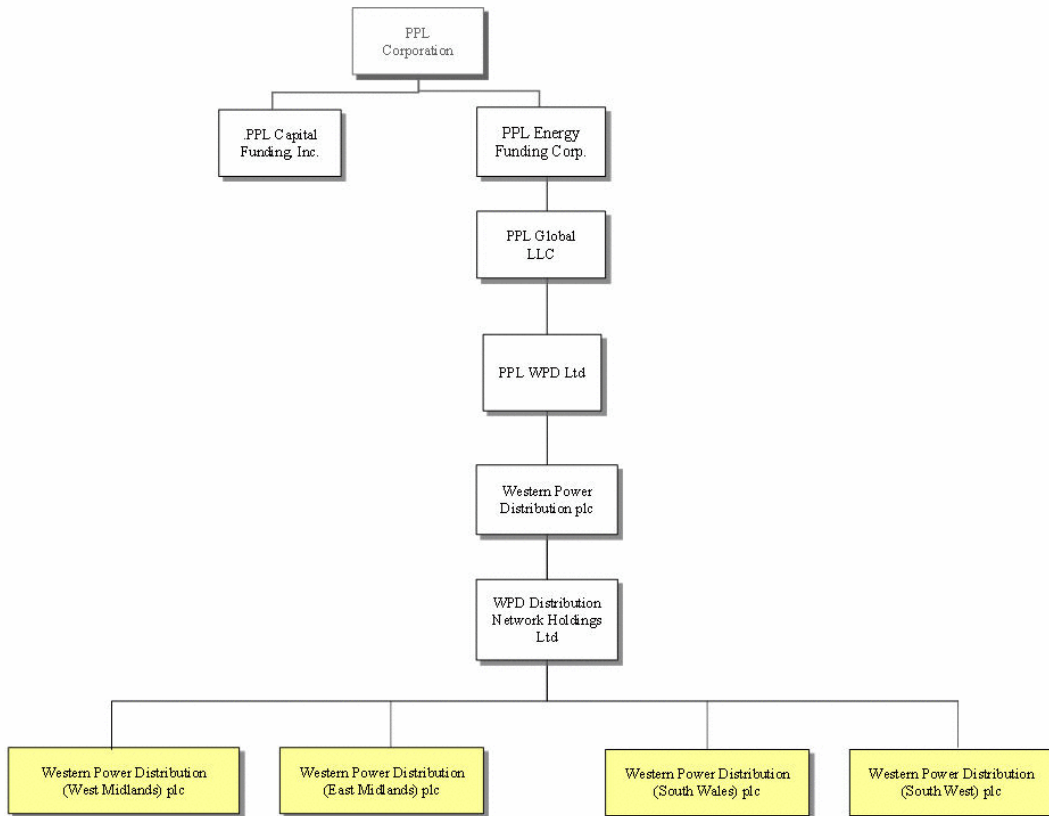 PPL
Corporation
.PPL Capital
Funding, Inc.
PPL Energy
Funding Corp.
PPL Global
LLC
PPL WPD Ltd
Western Power
Distribution plc
WPD Distribution
Network Holdings
Ltd
Western Power Distribution
(West Midlands) plc
Western Power Distribution
(East Midlands) plc
Western Power Distribution
(South Wales) plc
Western Power Distribution
(South West) plc